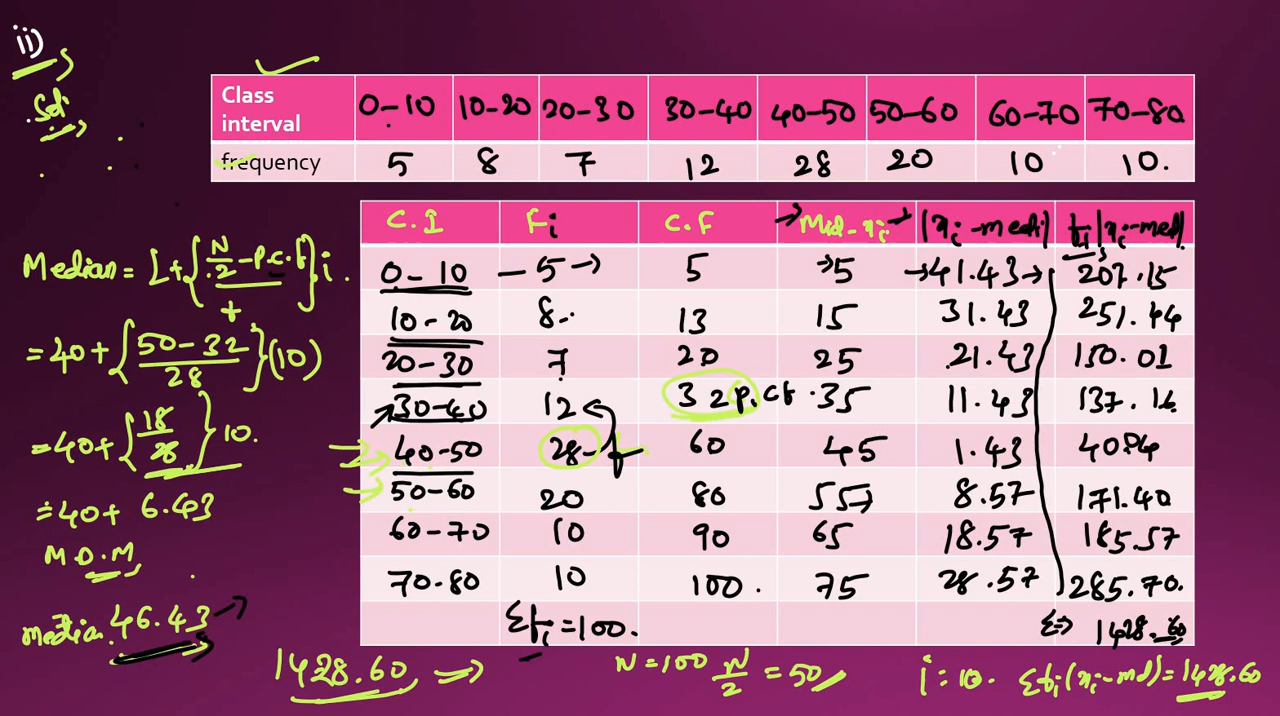 ii)
Sol:
Class interval 0-10 10-20 20-30 30-40 40-50 50-60 60-70 70-80
frequency 5 8 7 12 28 20 10 10.
C.I Fi C.F Mid-xi |xi-medi| fi|xi-med|
0-10 5 5 5 41.43 207.15
10-20 8 13 15 31.43 251.44
20-30 7 20 25 21.43 150.01
30-40 12 32 p.cf 35 11.43 137.16
40-50 28 f 60 45 1.43 40.04
50-60 20 80 55 8.57 171.40
60-70 10 90 65 18.57 185.57
70-80 10 100. 75 28.57 285.70.
Σfi=100. Σ⇒ 1428.60
Median = L+{N/2-p.c.f/f}i.
=40+{50-32/28}(10)
=40+{18/28}10.
=40+ 6.43
M.D.M
median. 46.43
1428.60 ⇒
N=100 N/2 =50
i=10. Σfi(xi-md)=1428.60